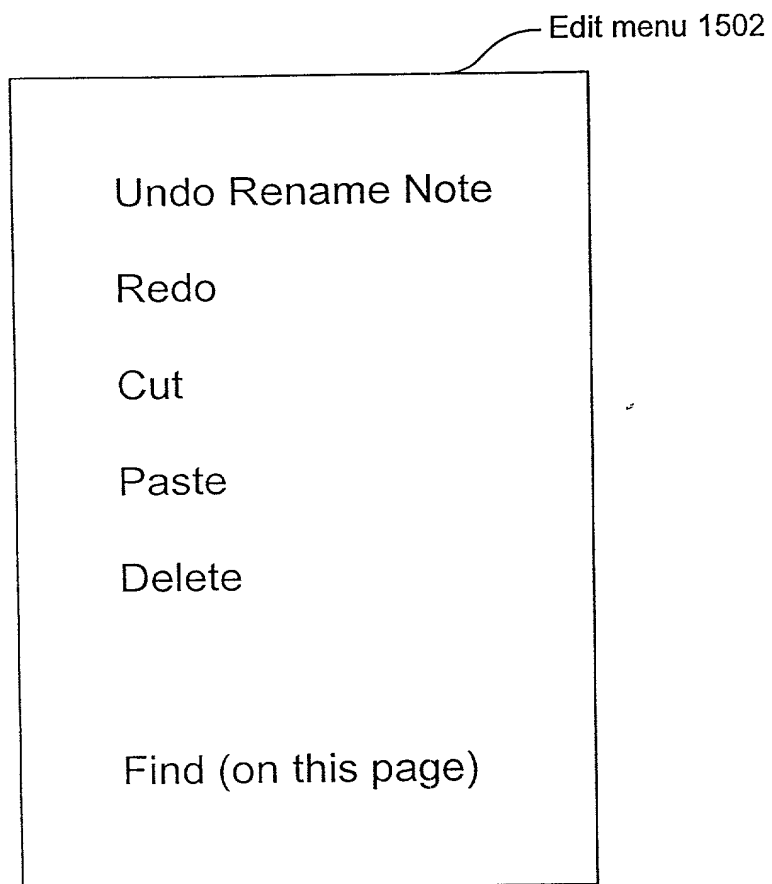 Edit menu 1502
Undo Rename Note
Redo
Cut
Paste
Delete
Find (on this page)